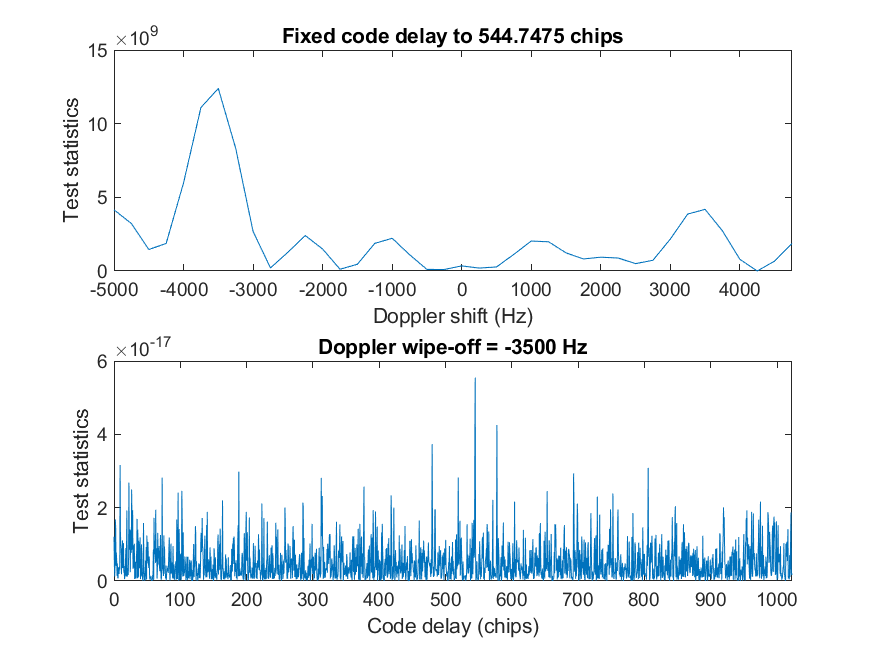 ×10^9
Fixed code delay to 544.7475 chips
15
10
5
0
Test statistics
-5000 -4000 -3000 -2000 -1000 0 1000 2000 3000 4000
Doppler shift (Hz)
×10^-17
Doppler wipe-off = -3500 Hz
6
4
2
0
Test statistics
0 100 200 300 400 500 600 700 800 900 1000
Code delay (chips)